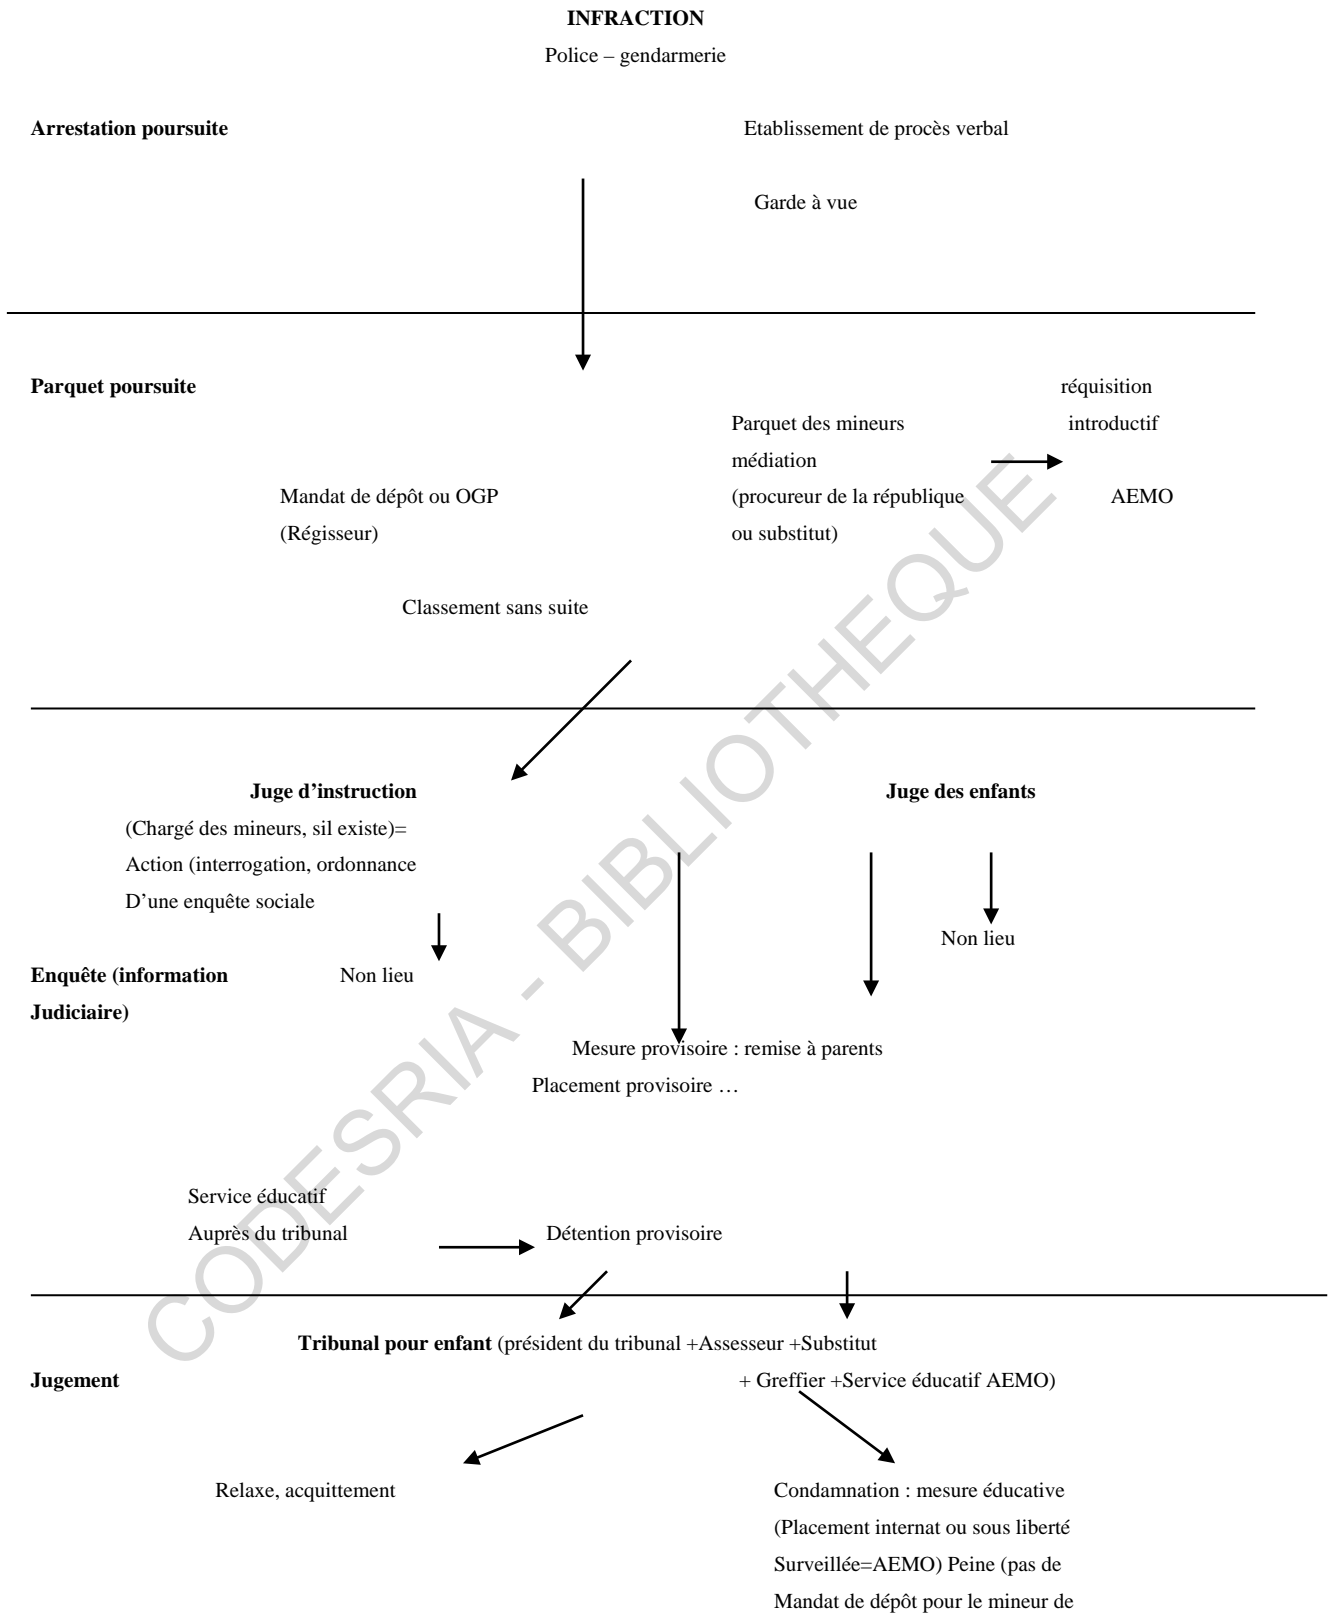 INFRACTION
Police – gendarmerie
Arrestation poursuite
Etablissement de procès verbal
Garde à vue
Parquet poursuite
réquisition
Parquet des mineurs
introductif
médiation
Mandat de dépôt ou OGP
(procureur de la république
AEMO
(Régisseur)
ou substitut)
Classement sans suite
Juge d’instruction
Juge des enfants
(Chargé des mineurs, sil existe)=
Action (interrogation, ordonnance
D’une enquête sociale
Non lieu
Enquête (information
Non lieu
Judiciaire)
Mesure provisoire : remise à parents
Placement provisoire …
Service éducatif
Auprès du tribunal
Détention provisoire
Tribunal pour enfant (président du tribunal +Assesseur +Substitut
Jugement
+ Greffier +Service éducatif AEMO)
Relaxe, acquittement
Condamnation : mesure éducative
(Placement internat ou sous liberté
Surveillée=AEMO) Peine (pas de
Mandat de dépôt pour le mineur de
CODESRIA - BIBLIOTHEQUE